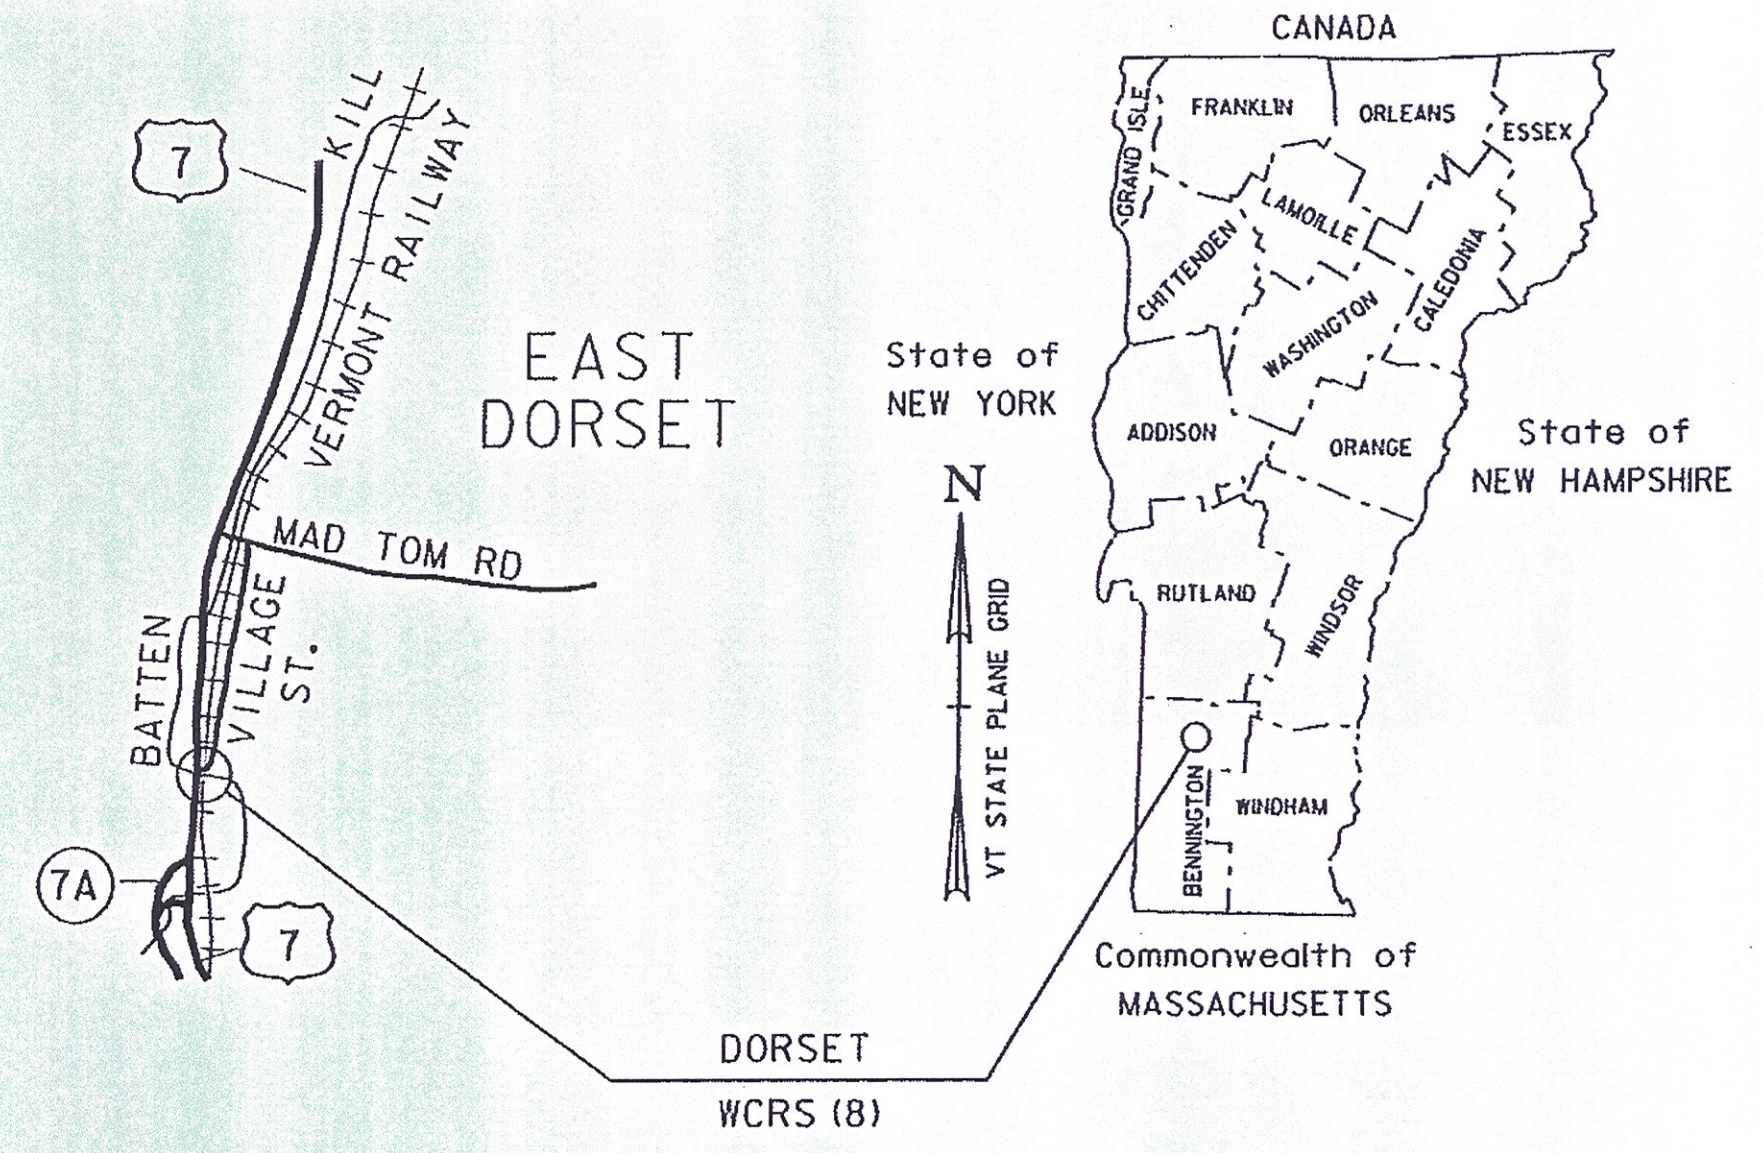 CANADA
7
KILL
VERMONT RAILWAY
EAST
DORSET
MAD TOM RD
BATTEN
VILLAGE
ST.
7A
7
GRAND ISLE
FRANKLIN
ORLEANS
ESSEX
LAMOILLE
CHITTENDEN
CALEDONIA
WASHINGTON
State of
NEW YORK
ADDISON
ORANGE
State of
NEW HAMPSHIRE
N
VT STATE PLANE GRID
RUTLAND
WINDSOR
BENNINGTON
WINDHAM
Commonwealth of
MASSACHUSETTS
DORSET
WCRS (8)